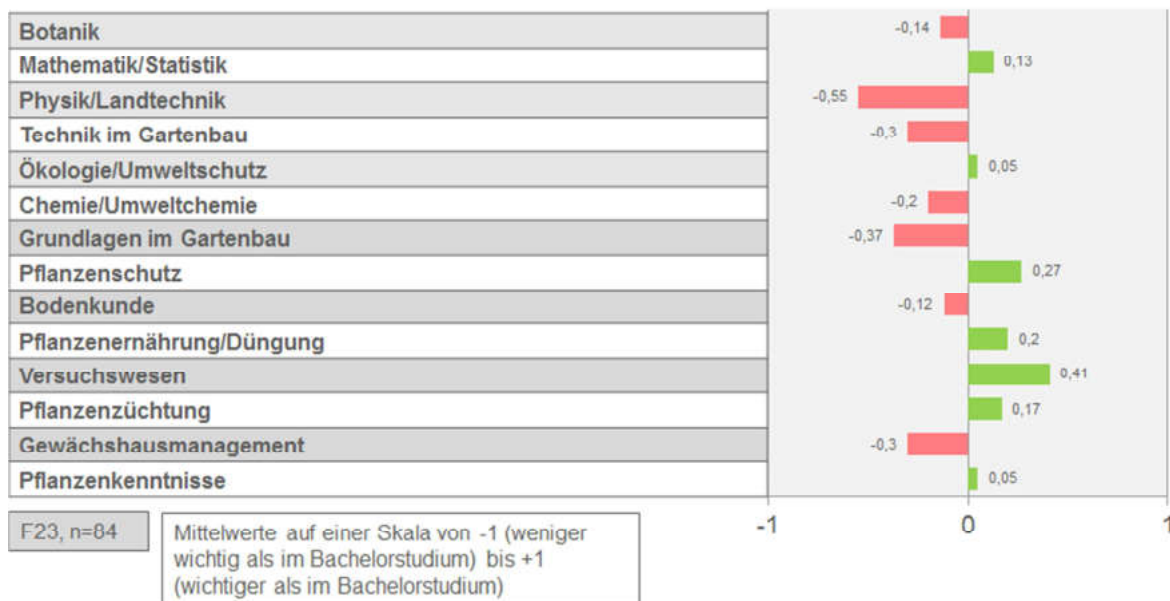 Botanik -0,14
Mathematik/Statistik 0,13
Physik/Landtechnik -0,55
Technik im Gartenbau -0,3
Ökologie/Umweltschutz 0,05
Chemie/Umweltchemie -0,2
Grundlagen im Gartenbau -0,37
Pflanzenschutz 0,27
Bodenkunde -0,12
Pflanzenernährung/Düngung 0,2
Versuchswesen 0,41
Pflanzenzüchtung 0,17
Gewächshausmanagement -0,3
Pflanzenkenntnisse 0,05
-1 0 1
F23, n=84
Mittelwerte auf einer Skala von -1 (weniger
wichtig als im Bachelorstudium) bis +1
(wichtiger als im Bachelorstudium)